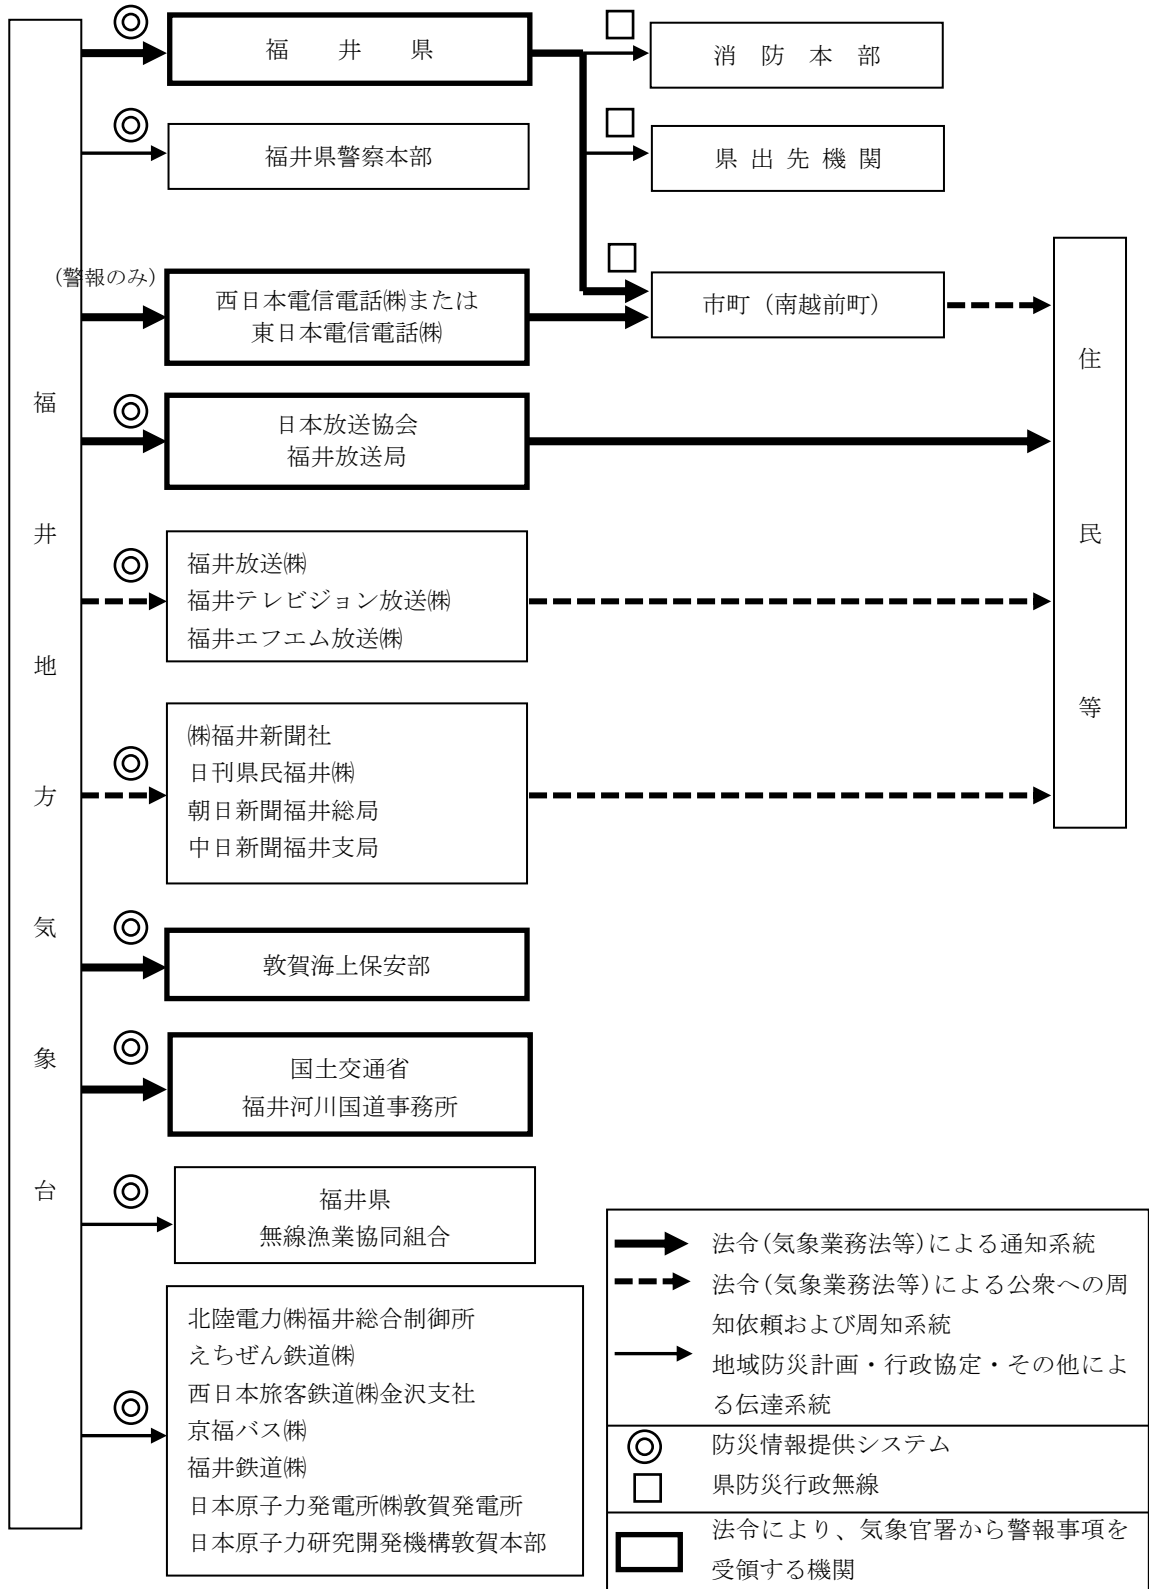 福井地方気象台
福井県
消防本部
福井県警察本部
県出先機関
(警報のみ)
西日本電信電話㈱または
東日本電信電話㈱
市町（南越前町）
住民等
日本放送協会
福井放送局
福井放送㈱
福井テレビジョン放送㈱
福井エフエム放送㈱
㈱福井新聞社
日刊県民福井㈱
朝日新聞福井総局
中日新聞福井支局
敦賀海上保安部
国土交通省
福井河川国道事務所
福井県
無線漁業協同組合
北陸電力㈱福井総合制御所
えちぜん鉄道㈱
西日本旅客鉄道㈱金沢支社
京福バス㈱
福井鉄道㈱
日本原子力発電所㈱敦賀発電所
日本原子力研究開発機構敦賀本部
法令(気象業務法等)による通知系統
法令(気象業務法等)による公衆への周
知依頼および周知系統
地域防災計画・行政協定・その他によ
る伝達系統
防災情報提供システム
県防災行政無線
法令により、気象官署から警報事項を
受領する機関